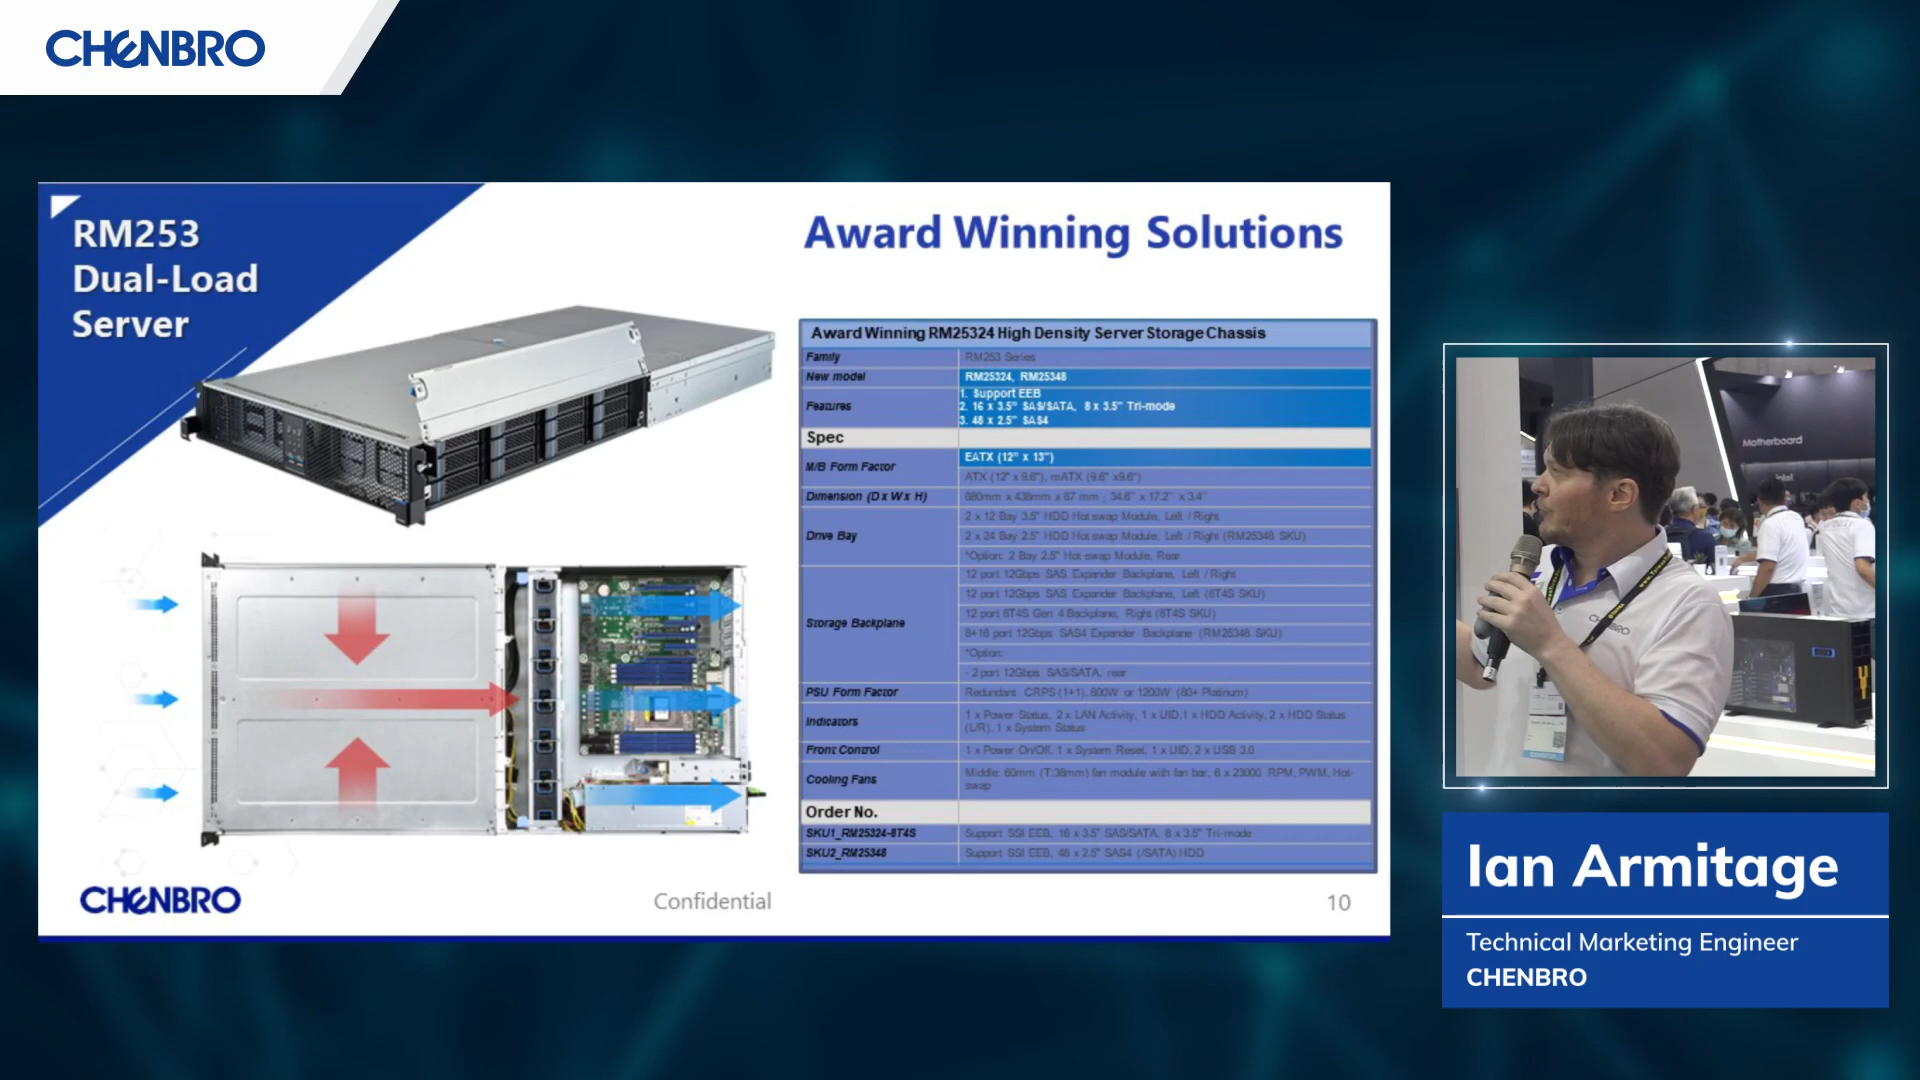 CHENBRO
RM253
Dual-Load
Server
Award Winning Solutions
Award Winning RM25324 High Density Server Storage Chassis
Family RM253 Series
New model RM25324, RM25348
Features 1. Support EEB
2. 16 x 3.5" SAS/SATA, 8 x 3.5" Tri-mode
3. 48 x 2.5" SAS4
Spec
M/B Form Factor EATX (12" x 13")
ATX (12" x 9.6"), mATX (9.6" x9.6")
Dimension (D x W x H) 880mm x 438mm x 87 mm ; 34.6" x 17.2" x 3.4"
Drive Bay 2 x 12 Bay 3.5" HDD Hot swap Module, Left / Right
2 x 24 Bay 2.5" HDD Hot swap Module, Left / Right (RM25348 SKU)
*Option: 2 Bay 2.5" Hot swap Module, Rear
Storage Backplane 12 port 12Gbps SAS Expander Backplane, Left / Right
12 port 12Gbps SAS Expander Backplane, Left (8T4S SKU)
12 port 8T4S Gen 4 Backplane, Right (8T4S SKU)
8+16 port 12Gbps SAS4 Expander Backplane (RM25348 SKU)
*Option:
- 2 port 12Gbps SAS/SATA, rear
PSU Form Factor Redundant CRPS (1+1), 800W or 1200W (80+ Platinum)
Indicators 1 x Power Status, 2 x LAN Activity, 1 x UID,1 x HDD Activity, 2 x HDD Status
(L/R), 1 x System Status
Front Control 1 x Power On/Off, 1 x System Reset, 1 x UID, 2 x USB 3.0
Cooling Fans Middle: 60mm (T:38mm) fan module with fan bar, 6 x 23000 RPM, PWM, Hot-
swap
Order No.
SKU1_RM25324-8T4S Support SSI EEB, 16 x 3.5" SAS/SATA, 8 x 3.5" Tri-mode
SKU2_RM25348 Support SSI EEB, 48 x 2.5" SAS4 (/SATA) HDD
CHENBRO
Confidential
10
Motherboard
intel
CHENBRO
Ian Armitage
Technical Marketing Engineer
CHENBRO